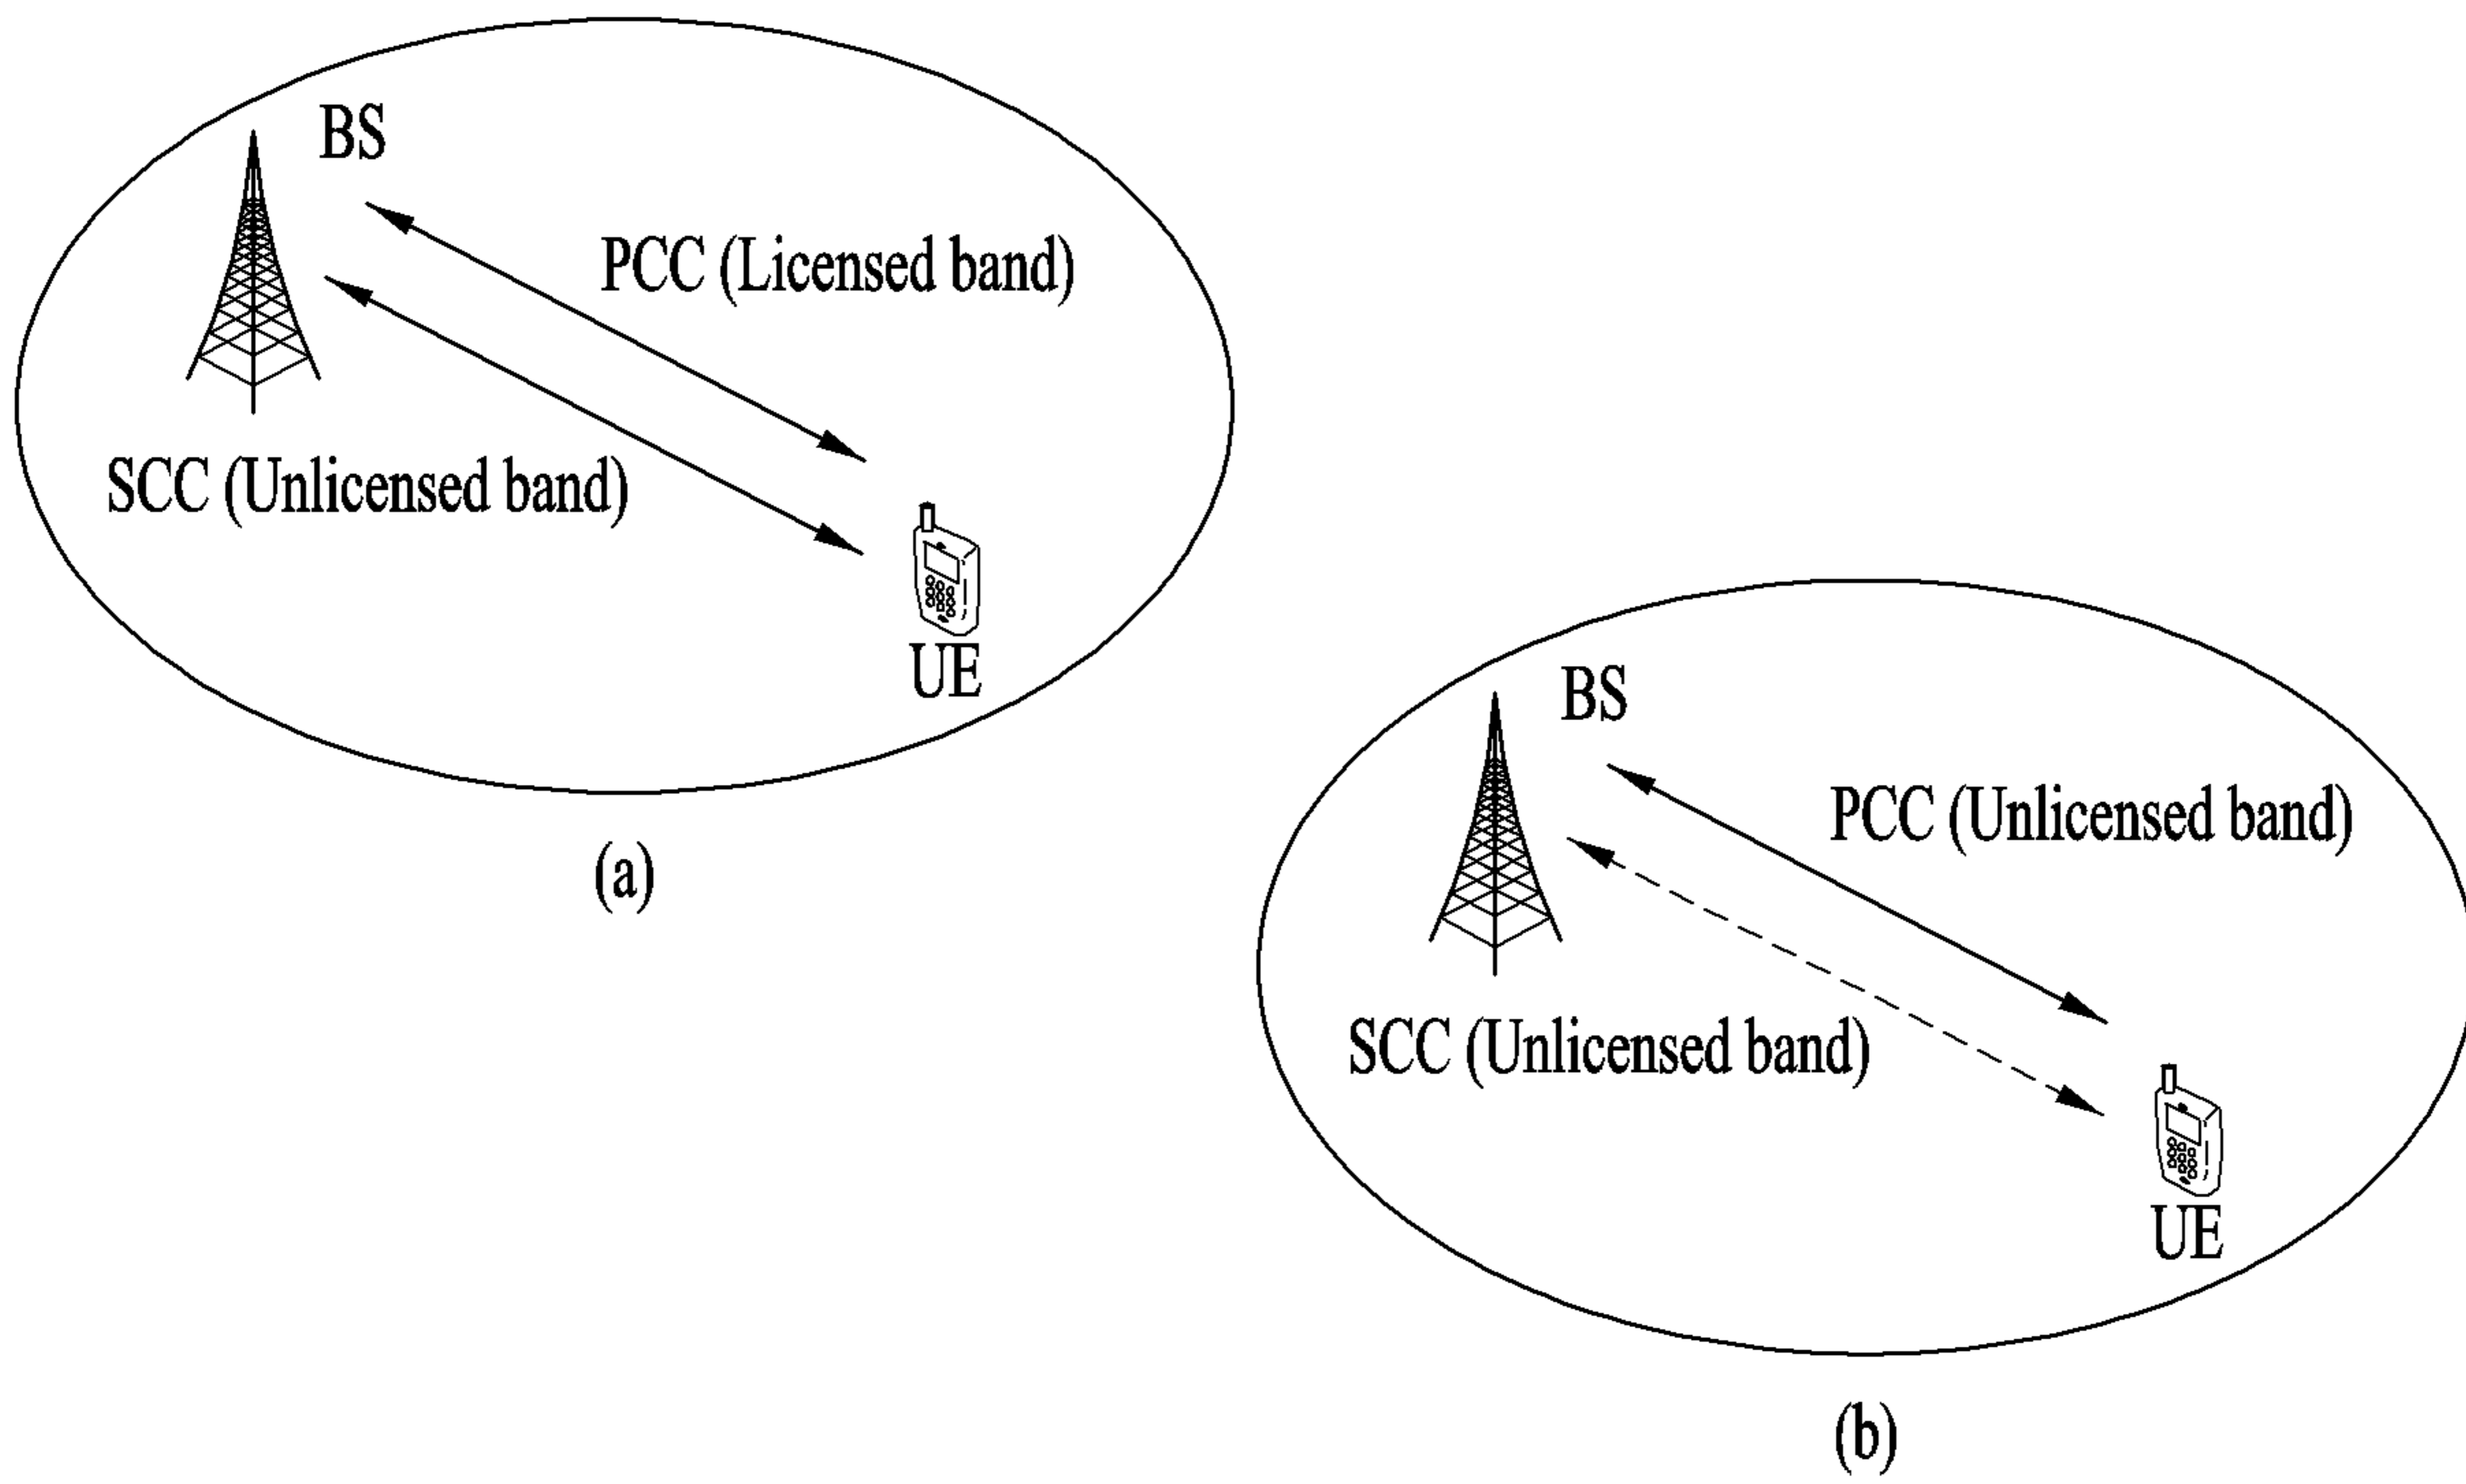 BS
PCC (Licensed band)
SCC (Unlicensed band)
UE
(a)
BS
PCC (Unlicensed band)
SCC (Unlicensed band)
UE
(b)